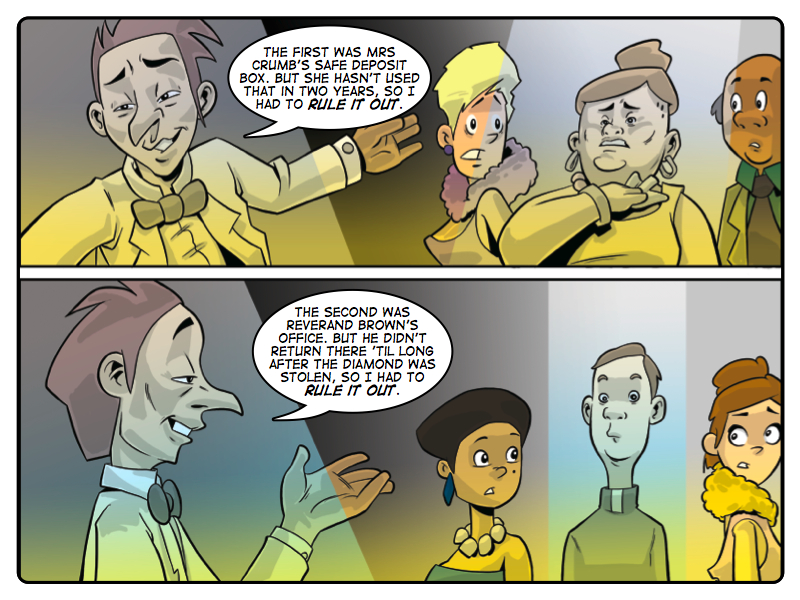 THE FIRST WAS MRS
CRUMB'S SAFE DEPOSIT
BOX. BUT SHE HASN'T USED
THAT IN TWO YEARS, SO I
HAD TO RULE IT OUT.
THE SECOND WAS
REVERAND BROWN'S
OFFICE. BUT HE DIDN'T
RETURN THERE 'TIL LONG
AFTER THE DIAMOND WAS
STOLEN, SO I HAD TO
RULE IT OUT.